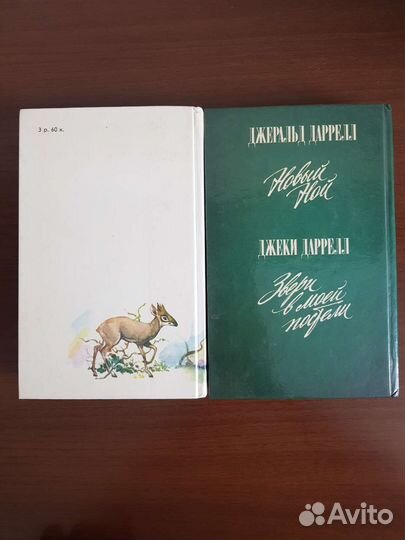 3 р. 60 к.
ДЖЕРАЛЬД ДАРРЕЛЛ
Новый
Ной
ДЖЕКИ ДАРРЕЛЛ
Звери
в моей
постели
Avito